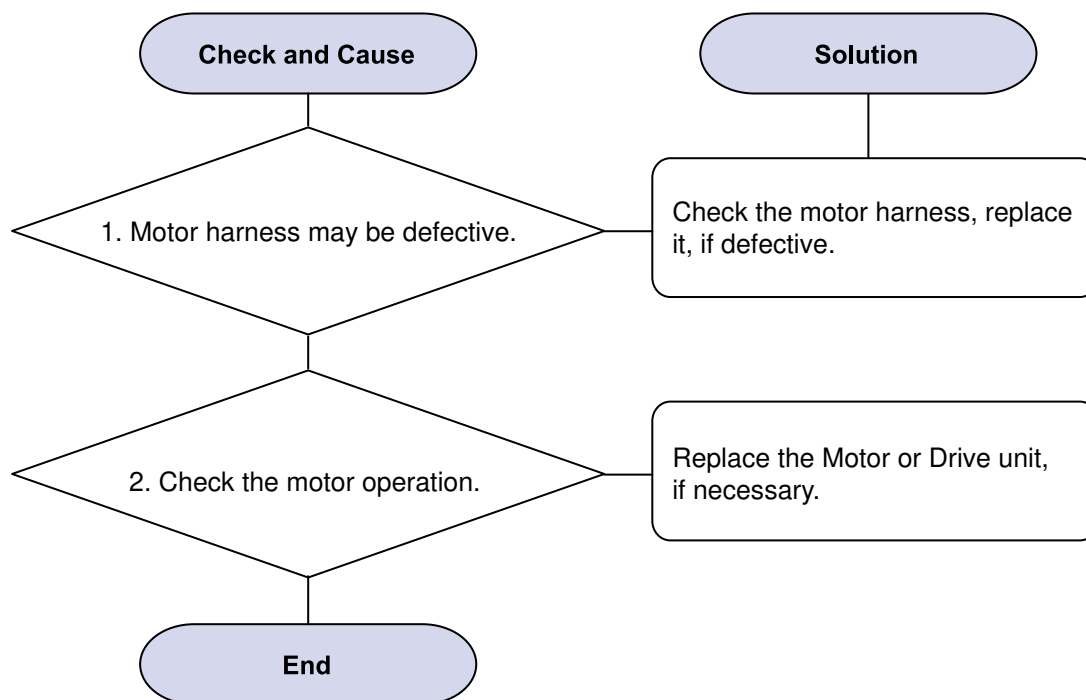 Check and Cause
Solution
1. Motor harness may be defective.
Check the motor harness, replace
it, if defective.
2. Check the motor operation.
Replace the Motor or Drive unit,
if necessary.
End